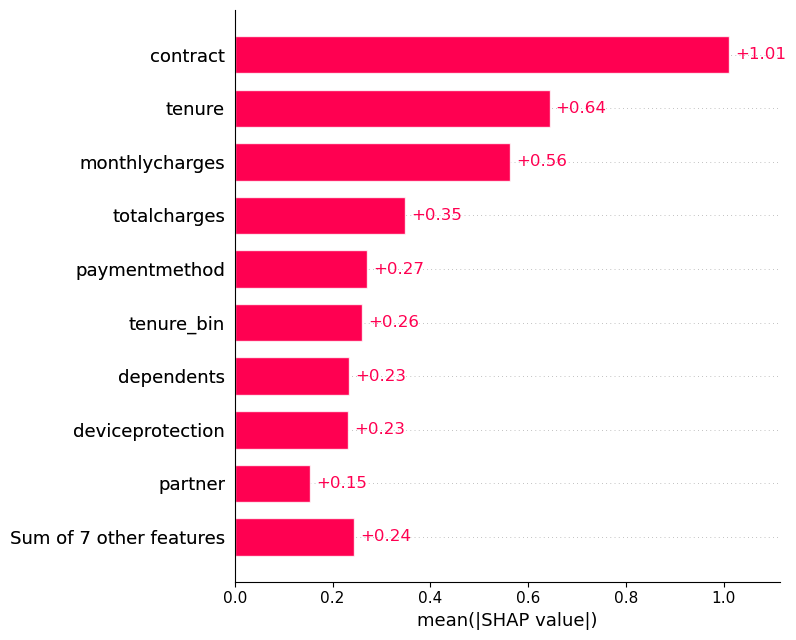 contract +1.01
tenure +0.64
monthlycharges +0.56
totalcharges +0.35
paymentmethod +0.27
tenure_bin +0.26
dependents +0.23
deviceprotection +0.23
partner +0.15
Sum of 7 other features +0.24
0.0 0.2 0.4 0.6 0.8 1.0
mean(|SHAP value|)